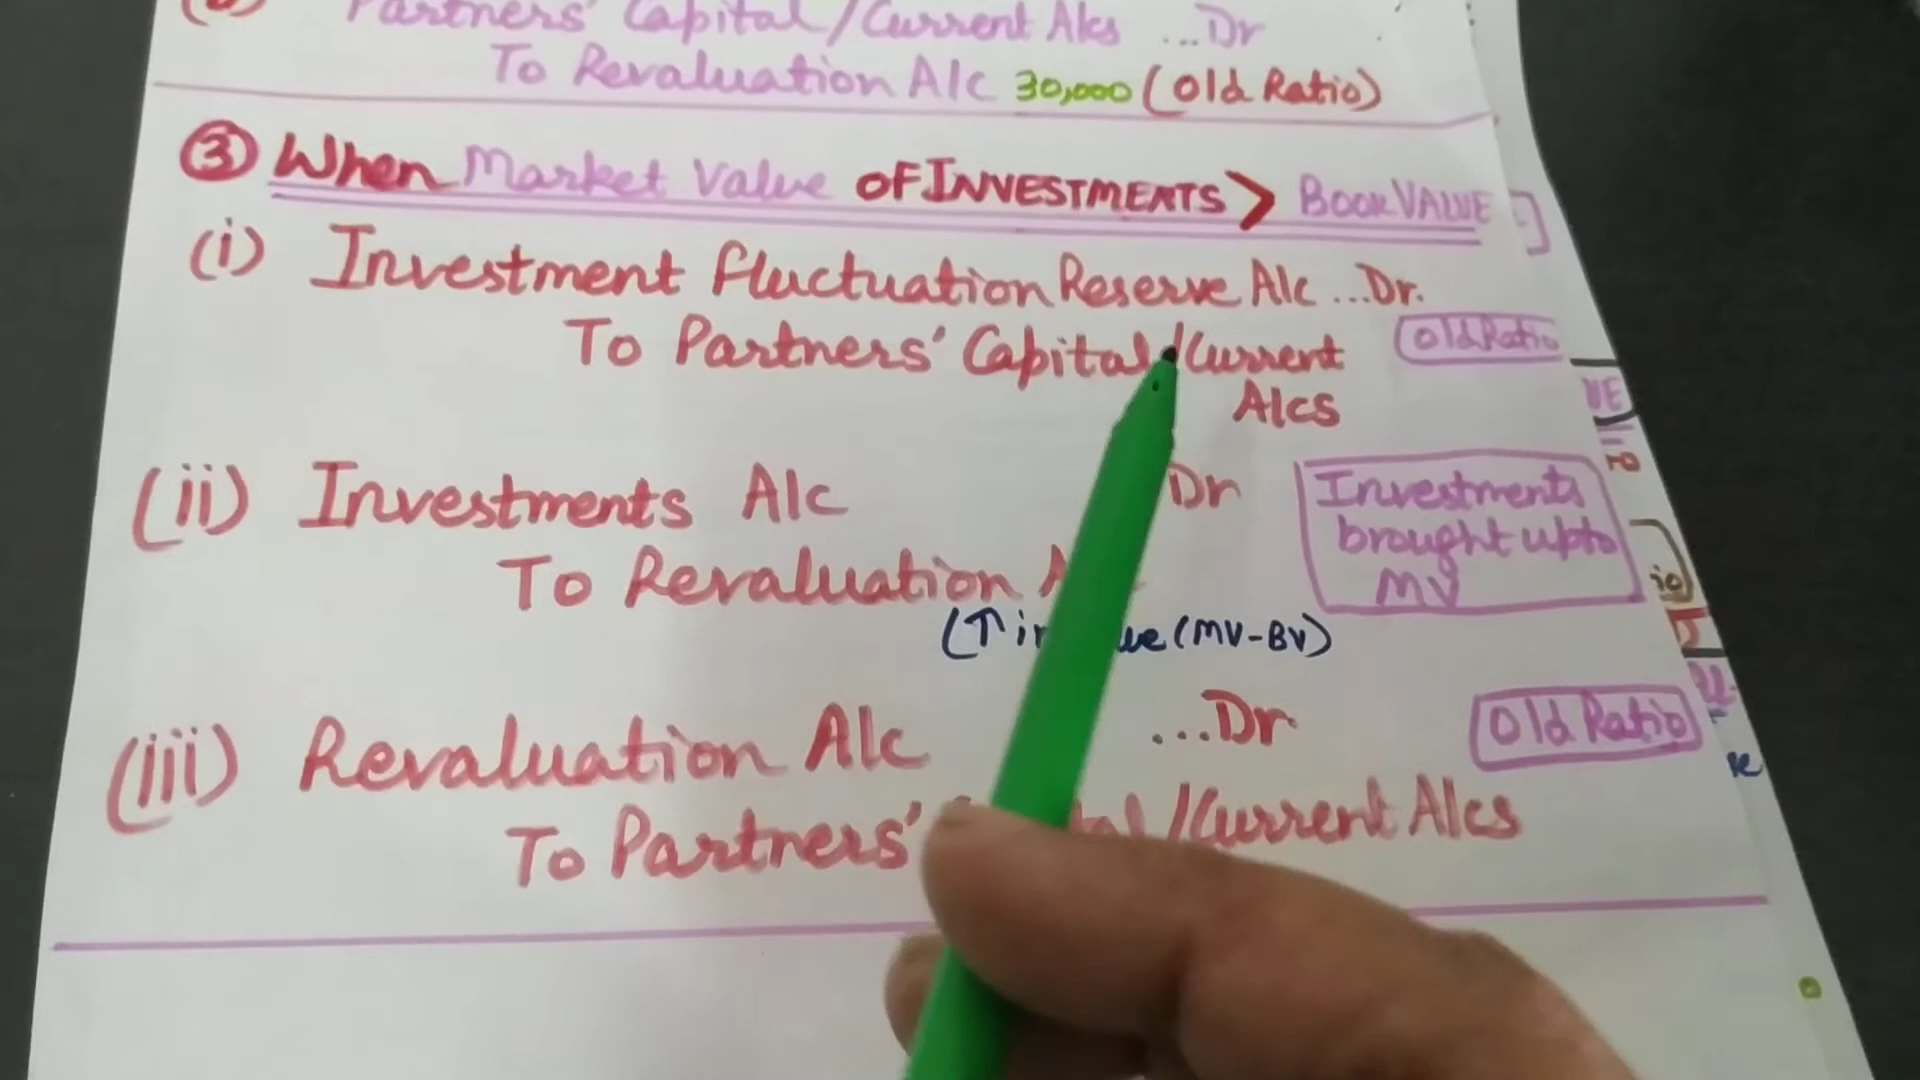 Partners' Capital/Current A/cs ...Dr
To Revaluation A/c 30,000 (Old Ratio)
③ When Market Value OF INVESTMENTS > BOOK VALUE
(i) Investment Fluctuation Reserve A/c ...Dr.
To Partners' Capital/Current Old Ratio
A/cs
(ii) Investments A/c Dr
To Revaluation
Investments
brought upto
MV
(↑ in (MV-BV)
(iii) Revaluation A/c ...Dr
Old Ratio
To Partners' /Current A/cs